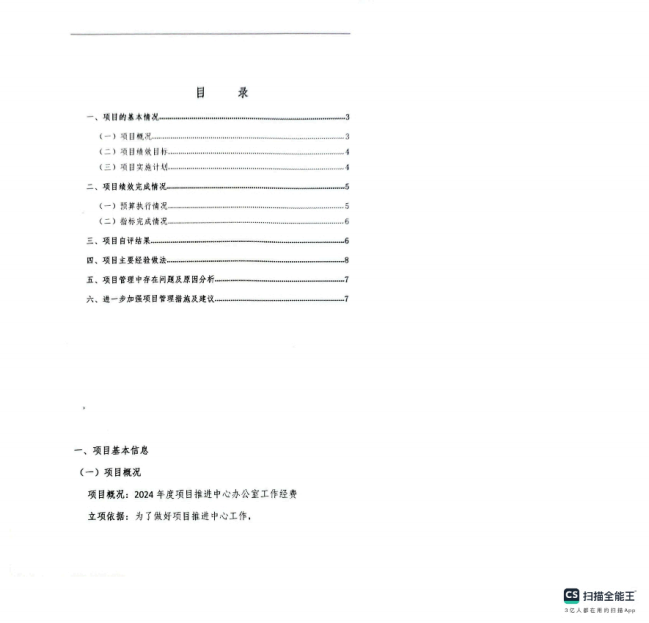 目 录
一、项目的基本情况........3
（一）项目概况........3
（二）项目绩效目标........4
（三）项目实施计划........4
二、项目绩效完成情况........5
（一）预算执行情况........5
（二）指标完成情况........6
三、项目自评结果........6
四、项目主要经验做法........8
五、项目管理中存在问题及原因分析........7
六、进一步加强项目管理措施及建议........7
一、项目基本信息
（一）项目概况
项目概况：2024 年度项目推进中心办公室工作经费
立项依据：为了做好项目推进中心工作，
CS 扫描全能王
3亿人都在用的扫描App